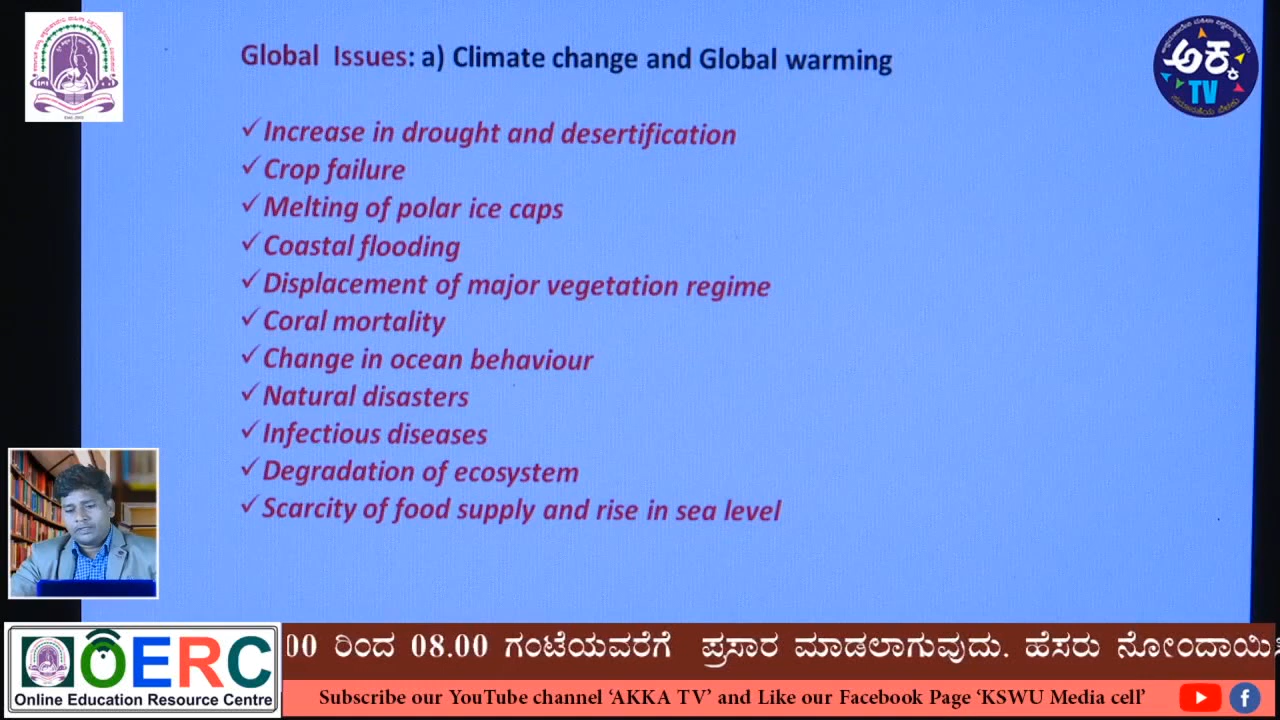 Global Issues: a) Climate change and Global warming
✓Increase in drought and desertification
✓Crop failure
✓Melting of polar ice caps
✓Coastal flooding
✓Displacement of major vegetation regime
✓Coral mortality
✓Change in ocean behaviour
✓Natural disasters
✓Infectious diseases
✓Degradation of ecosystem
✓Scarcity of food supply and rise in sea level
ಅಕ್ಕ
TV
OERC
Online Education Resource Centre
00 ರಿಂದ 08.00 ಗಂಟೆಯವರೆಗೆ ಪ್ರಸಾರ ಮಾಡಲಾಗುವುದು. ಹೆಸರು ನೋಂದಾಯಿಸ
Subscribe our YouTube channel ‘AKKA TV’ and Like our Facebook Page ‘KSWU Media cell’